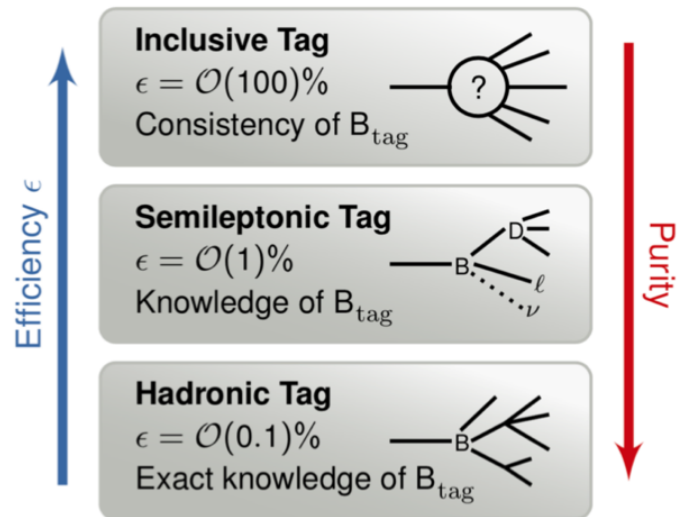 Efficiency ϵ
Inclusive Tag
ϵ = 𝒪(100)%
Consistency of B_tag
?
Semileptonic Tag
ϵ = 𝒪(1)%
Knowledge of B_tag
B
D
ℓ
ν
Hadronic Tag
ϵ = 𝒪(0.1)%
Exact knowledge of B_tag
B
Purity